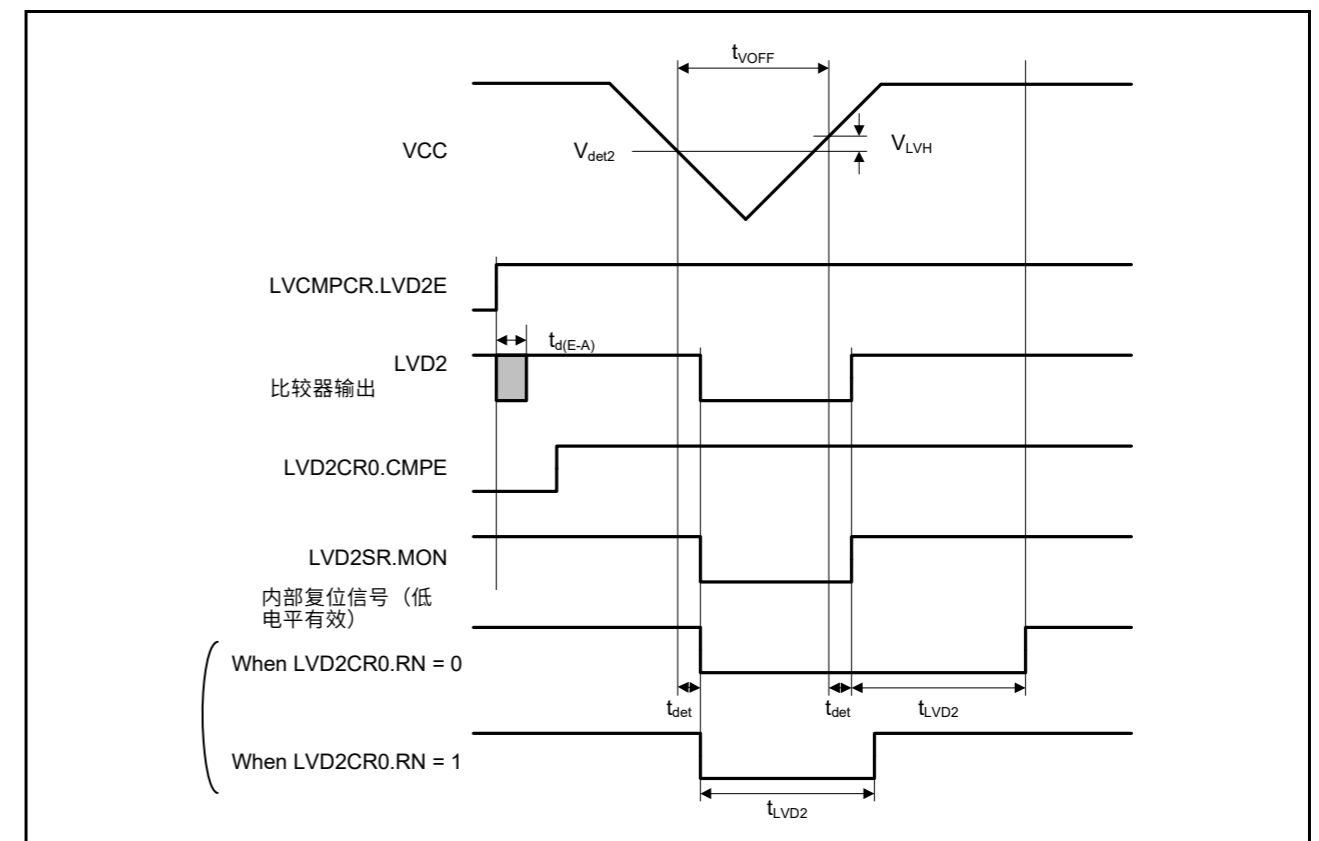 tVOFF
VCC
Vdet2
VLVH
LVCMPCR.LVD2E
td(E-A)
LVD2
比较器输出
LVD2CR0.CMPE
LVD2SR.MON
内部复位信号（低
电平有效）
When LVD2CR0.RN = 0
tdet
tdet
tLVD2
When LVD2CR0.RN = 1
tLVD2